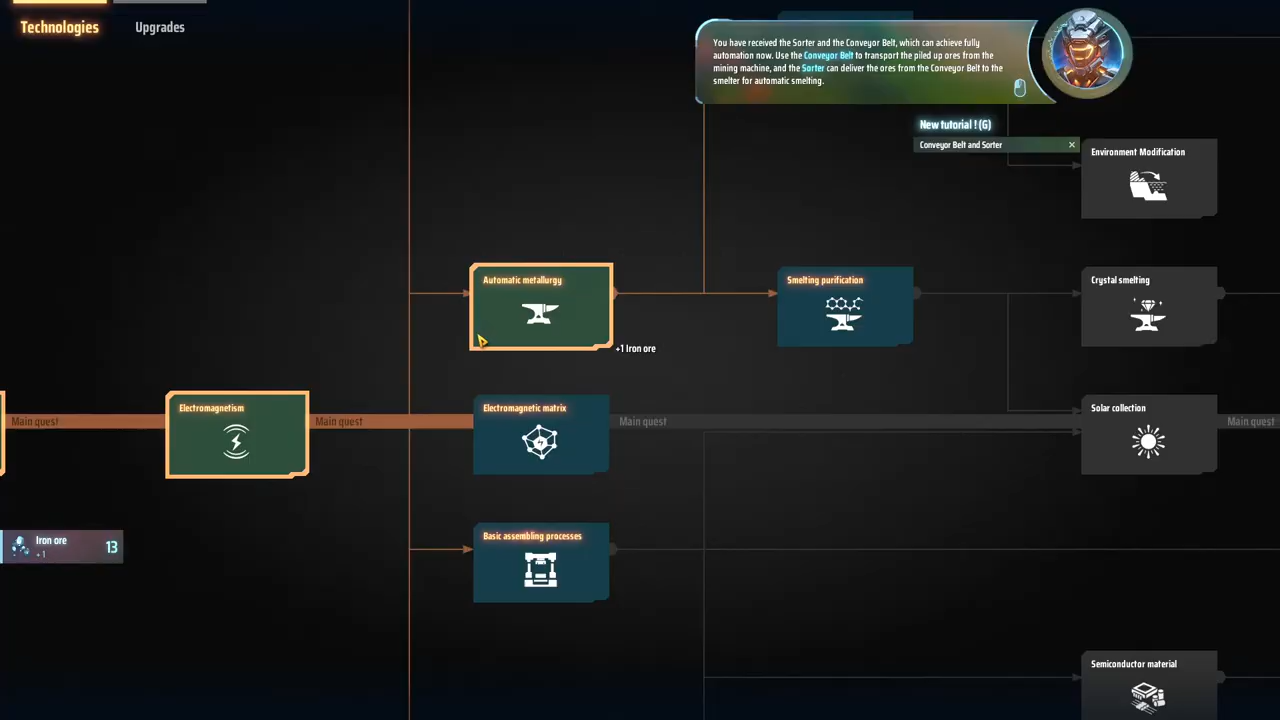 Technologies
Upgrades
You have received the Sorter and the Conveyor Belt, which can achieve fully
automation now. Use the Conveyor Belt to transport the piled up ores from the
mining machine, and the Sorter can deliver the ores from the Conveyor Belt to the
smelter for automatic smelting.
New tutorial ! (G)
Conveyor Belt and Sorter
Environment Modification
Automatic metallurgy
Smelting purification
Crystal smelting
+1 Iron ore
Electromagnetism
Electromagnetic matrix
Solar collection
Main quest
Main quest
Main quest
Main quest
Basic assembling processes
Iron ore
+1
13
Semiconductor material